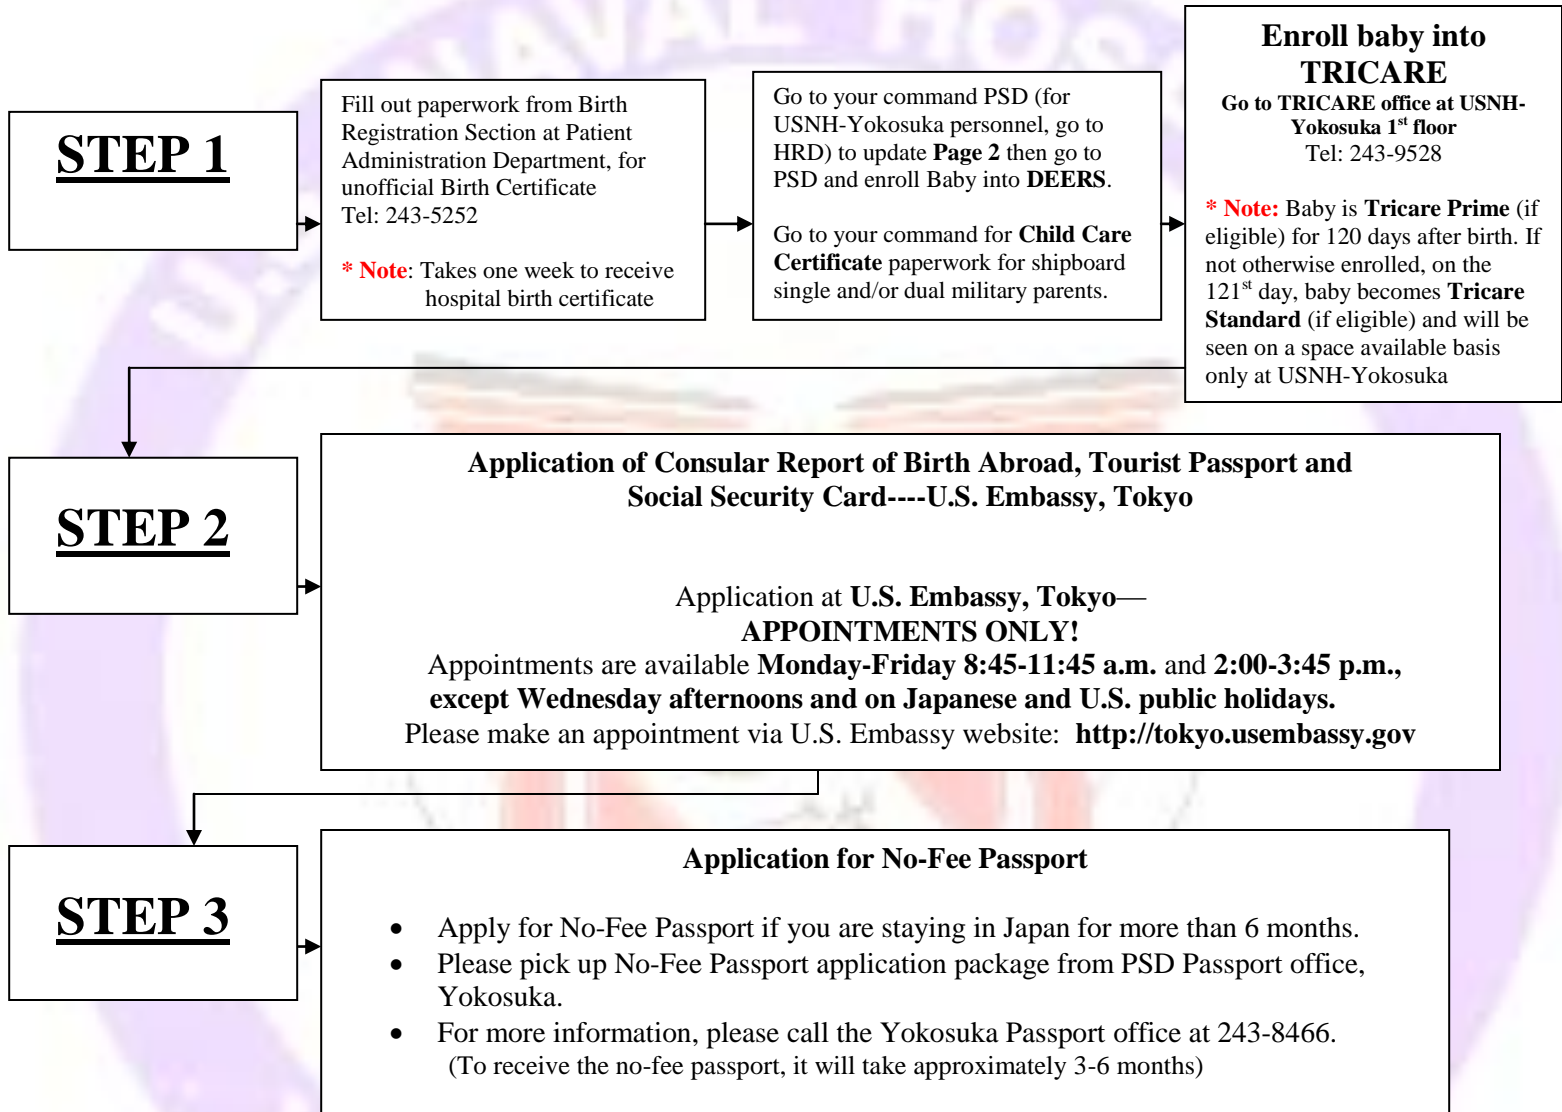 U.S. NAVAL HOS
STEP 1
Fill out paperwork from Birth
Registration Section at Patient
Administration Department, for
unofficial Birth Certificate
Tel: 243-5252
* Note: Takes one week to receive
hospital birth certificate
Go to your command PSD (for
USNH-Yokosuka personnel, go to
HRD) to update Page 2 then go to
PSD and enroll Baby into DEERS.
Go to your command for Child Care
Certificate paperwork for shipboard
single and/or dual military parents.
Enroll baby into
TRICARE
Go to TRICARE office at USNH-
Yokosuka 1st floor
Tel: 243-9528
* Note: Baby is Tricare Prime (if
eligible) for 120 days after birth. If
not otherwise enrolled, on the
121st day, baby becomes Tricare
Standard (if eligible) and will be
seen on a space available basis
only at USNH-Yokosuka
STEP 2
Application of Consular Report of Birth Abroad, Tourist Passport and
Social Security Card----U.S. Embassy, Tokyo
Application at U.S. Embassy, Tokyo—
APPOINTMENTS ONLY!
Appointments are available Monday-Friday 8:45-11:45 a.m. and 2:00-3:45 p.m.,
except Wednesday afternoons and on Japanese and U.S. public holidays.
Please make an appointment via U.S. Embassy website: http://tokyo.usembassy.gov
STEP 3
Application for No-Fee Passport
• Apply for No-Fee Passport if you are staying in Japan for more than 6 months.
• Please pick up No-Fee Passport application package from PSD Passport office,
Yokosuka.
• For more information, please call the Yokosuka Passport office at 243-8466.
(To receive the no-fee passport, it will take approximately 3-6 months)